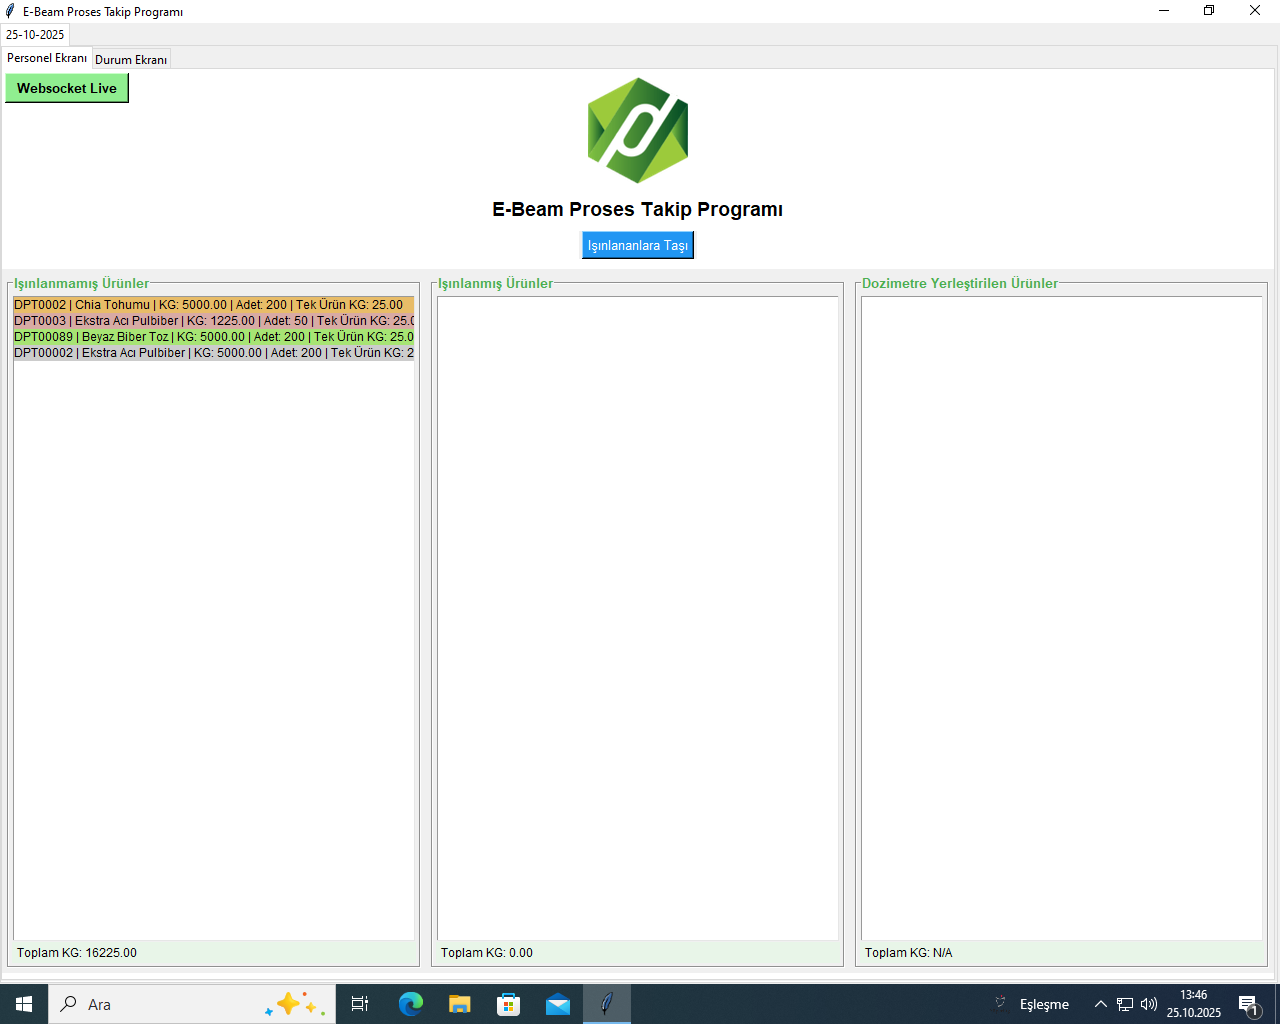 E-Beam Proses Takip Programı
25-10-2025
Personel Ekranı Durum Ekranı
Websocket Live
E-Beam Proses Takip Programı
Işınlananlara Taşı
Işınlanmamış Ürünler
DPT0002 | Chia Tohumu | KG: 5000.00 | Adet: 200 | Tek Ürün KG: 25.00
DPT0003 | Ekstra Acı Pulbiber | KG: 1225.00 | Adet: 50 | Tek Ürün KG: 25.0
DPT00089 | Beyaz Biber Toz | KG: 5000.00 | Adet: 200 | Tek Ürün KG: 25.0
DPT00002 | Ekstra Acı Pulbiber | KG: 5000.00 | Adet: 200 | Tek Ürün KG: 2
Toplam KG: 16225.00
Işınlanmış Ürünler
Toplam KG: 0.00
Dozimetre Yerleştirilen Ürünler
Toplam KG: N/A
Ara
Eşleşme
13:46
25.10.2025
1